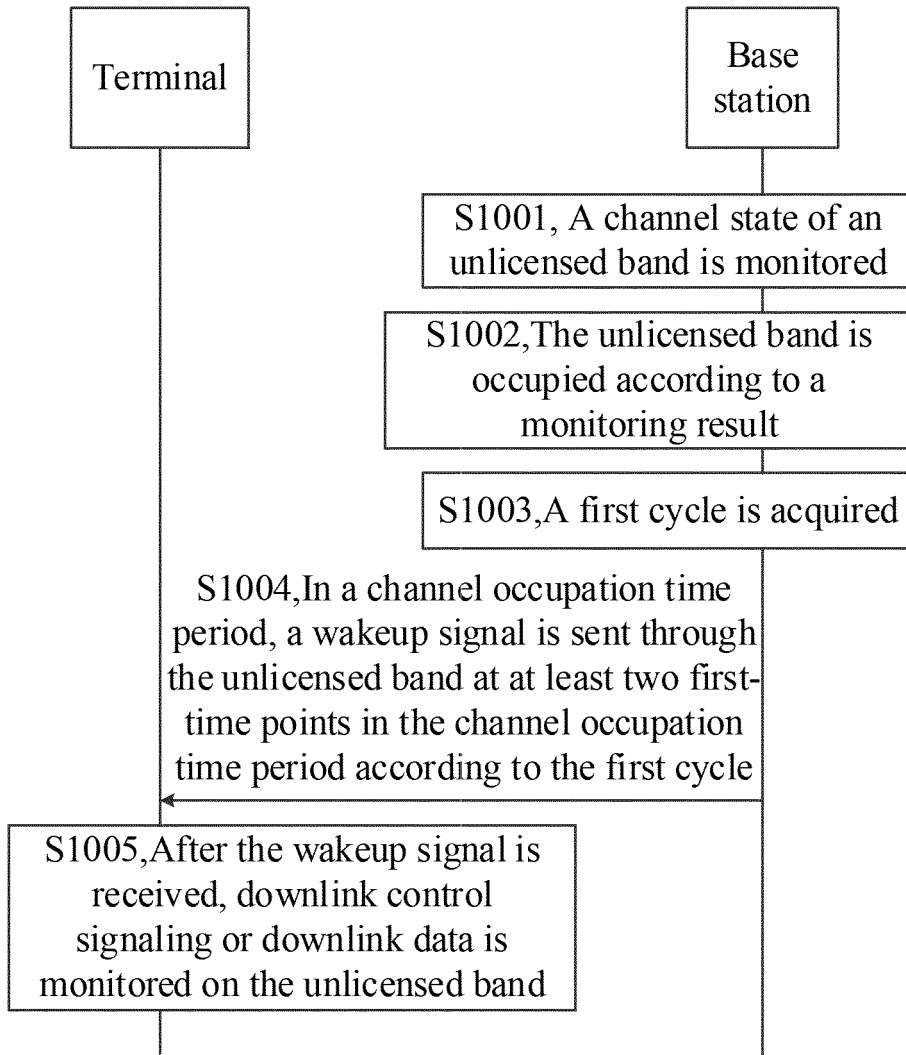 Terminal
Base
station
S1001, A channel state of an
unlicensed band is monitored
S1002,The unlicensed band is
occupied according to a
monitoring result
S1003,A first cycle is acquired
S1004,In a channel occupation time
period, a wakeup signal is sent through
the unlicensed band at at least two first-
time points in the channel occupation
time period according to the first cycle
S1005,After the wakeup signal is
received, downlink control
signaling or downlink data is
monitored on the unlicensed band